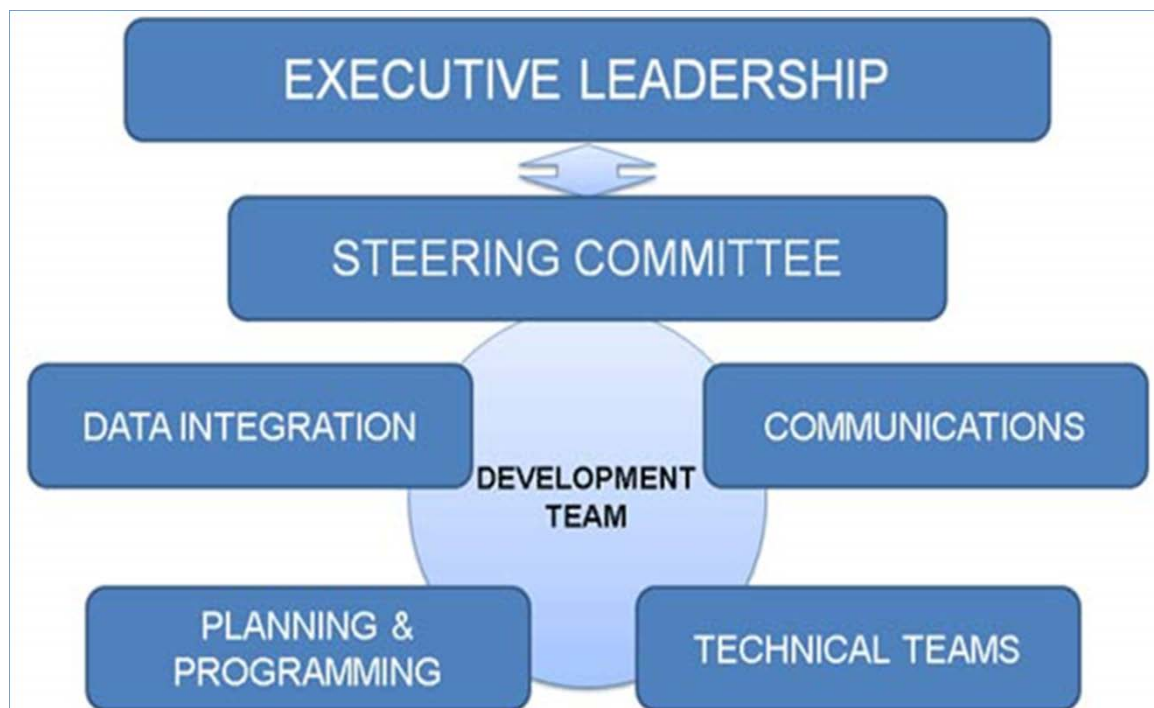 EXECUTIVE LEADERSHIP
STEERING COMMITTEE
DATA INTEGRATION
COMMUNICATIONS
DEVELOPMENT
TEAM
PLANNING &
PROGRAMMING
TECHNICAL TEAMS